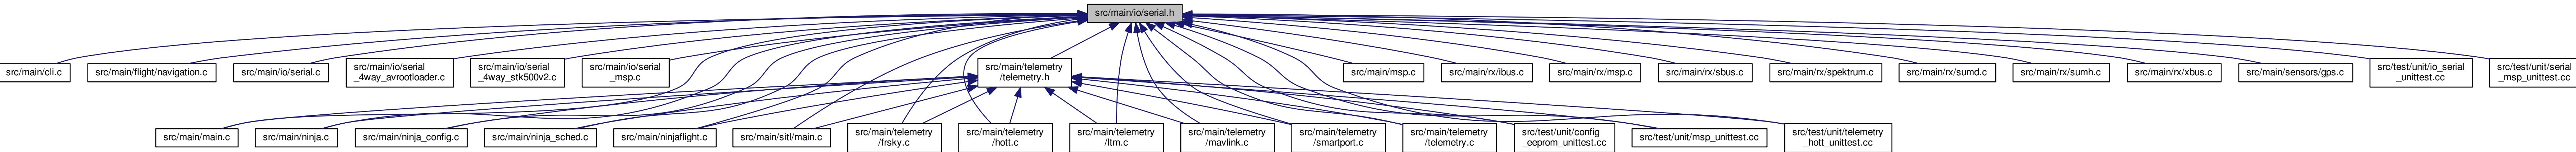 src/main/io/serial.h
src/main/cli.c
src/main/flight/navigation.c
src/main/io/serial.c
src/main/io/serial
_4way_avrootloader.c
src/main/io/serial
_4way_stk500v2.c
src/main/io/serial
_msp.c
src/main/telemetry
/telemetry.h
src/main/msp.c
src/main/rx/ibus.c
src/main/rx/msp.c
src/main/rx/sbus.c
src/main/rx/spektrum.c
src/main/rx/sumd.c
src/main/rx/sumh.c
src/main/rx/xbus.c
src/main/sensors/gps.c
src/test/unit/io_serial
_unittest.cc
src/test/unit/serial
_msp_unittest.cc
src/main/main.c
src/main/ninja.c
src/main/ninja_config.c
src/main/ninja_sched.c
src/main/ninjaflight.c
src/main/sitl/main.c
src/main/telemetry
/frsky.c
src/main/telemetry
/hott.c
src/main/telemetry
/ltm.c
src/main/telemetry
/mavlink.c
src/main/telemetry
/smartport.c
src/main/telemetry
/telemetry.c
src/test/unit/config
_eeprom_unittest.cc
src/test/unit/msp_unittest.cc
src/test/unit/telemetry
_hott_unittest.cc